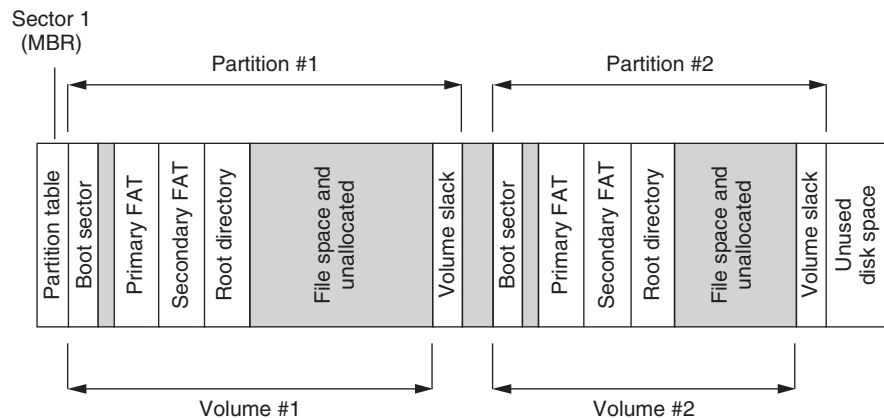 Sector 1
(MBR)
Partition #1
Partition #2
Partition table
Boot sector
Primary FAT
Secondary FAT
Root directory
File space and
unallocated
Volume slack
Boot sector
Primary FAT
Secondary FAT
Root directory
File space and
unallocated
Volume slack
Unused
disk space
Volume #1
Volume #2